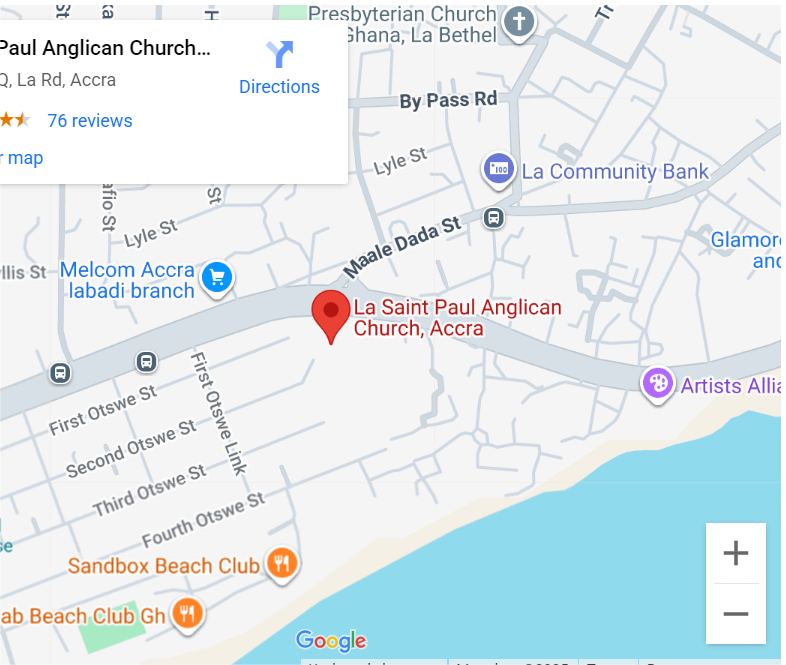 Presbyterian Church
Ghana, La Bethel
Paul Anglican Church...
Q, La Rd, Accra
Directions
76 reviews
r map
By Pass Rd
Lyle St
La Community Bank
afio St
St
Lyle St
Maale Dada St
Glamor
and
llis St
Melcom Accra
labadi branch
La Saint Paul Anglican
Church, Accra
Artists Allia
First Otswe St
First Otswe Link
Second Otswe St
Third Otswe St
Fourth Otswe St
se
Sandbox Beach Club
ab Beach Club Gh
Google